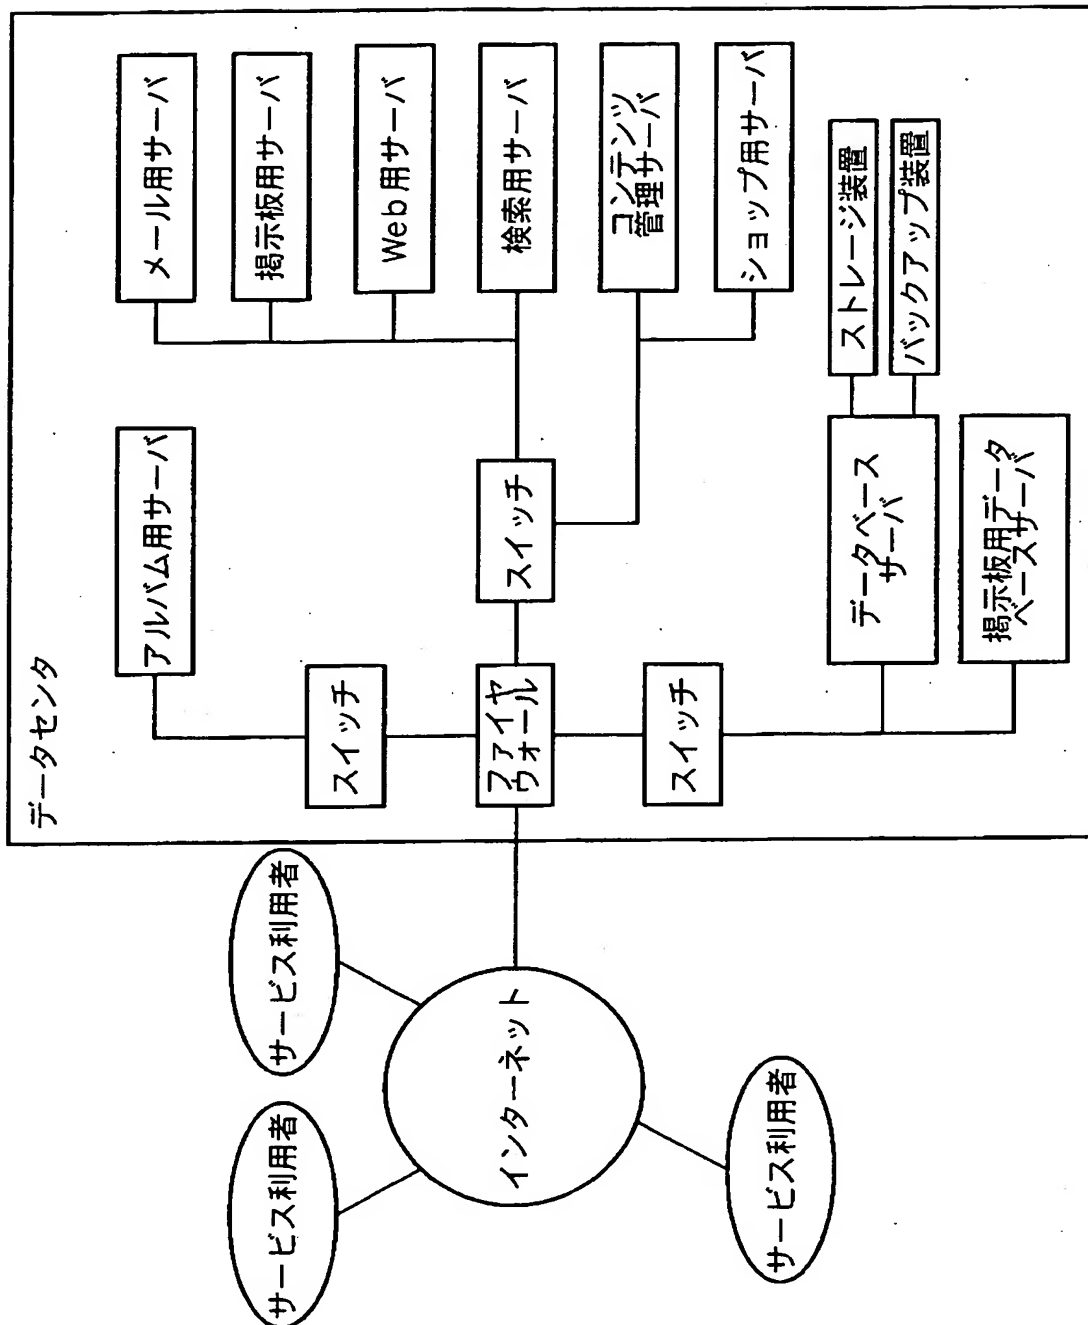 データセンタ
アルバム用サーバ
メール用サーバ
掲示板用サーバ
Web用サーバ
検索用サーバ
コンテンツ
管理サーバ
ショップ用サーバ
スイッチ
スイッチ
ファイヤ
ウォール
スイッチ
ストレージ装置
バックアップ装置
データベース
サーバ
掲示板用データ
ベースサーバ
サービス利用者
サービス利用者
インターネット
サービス利用者